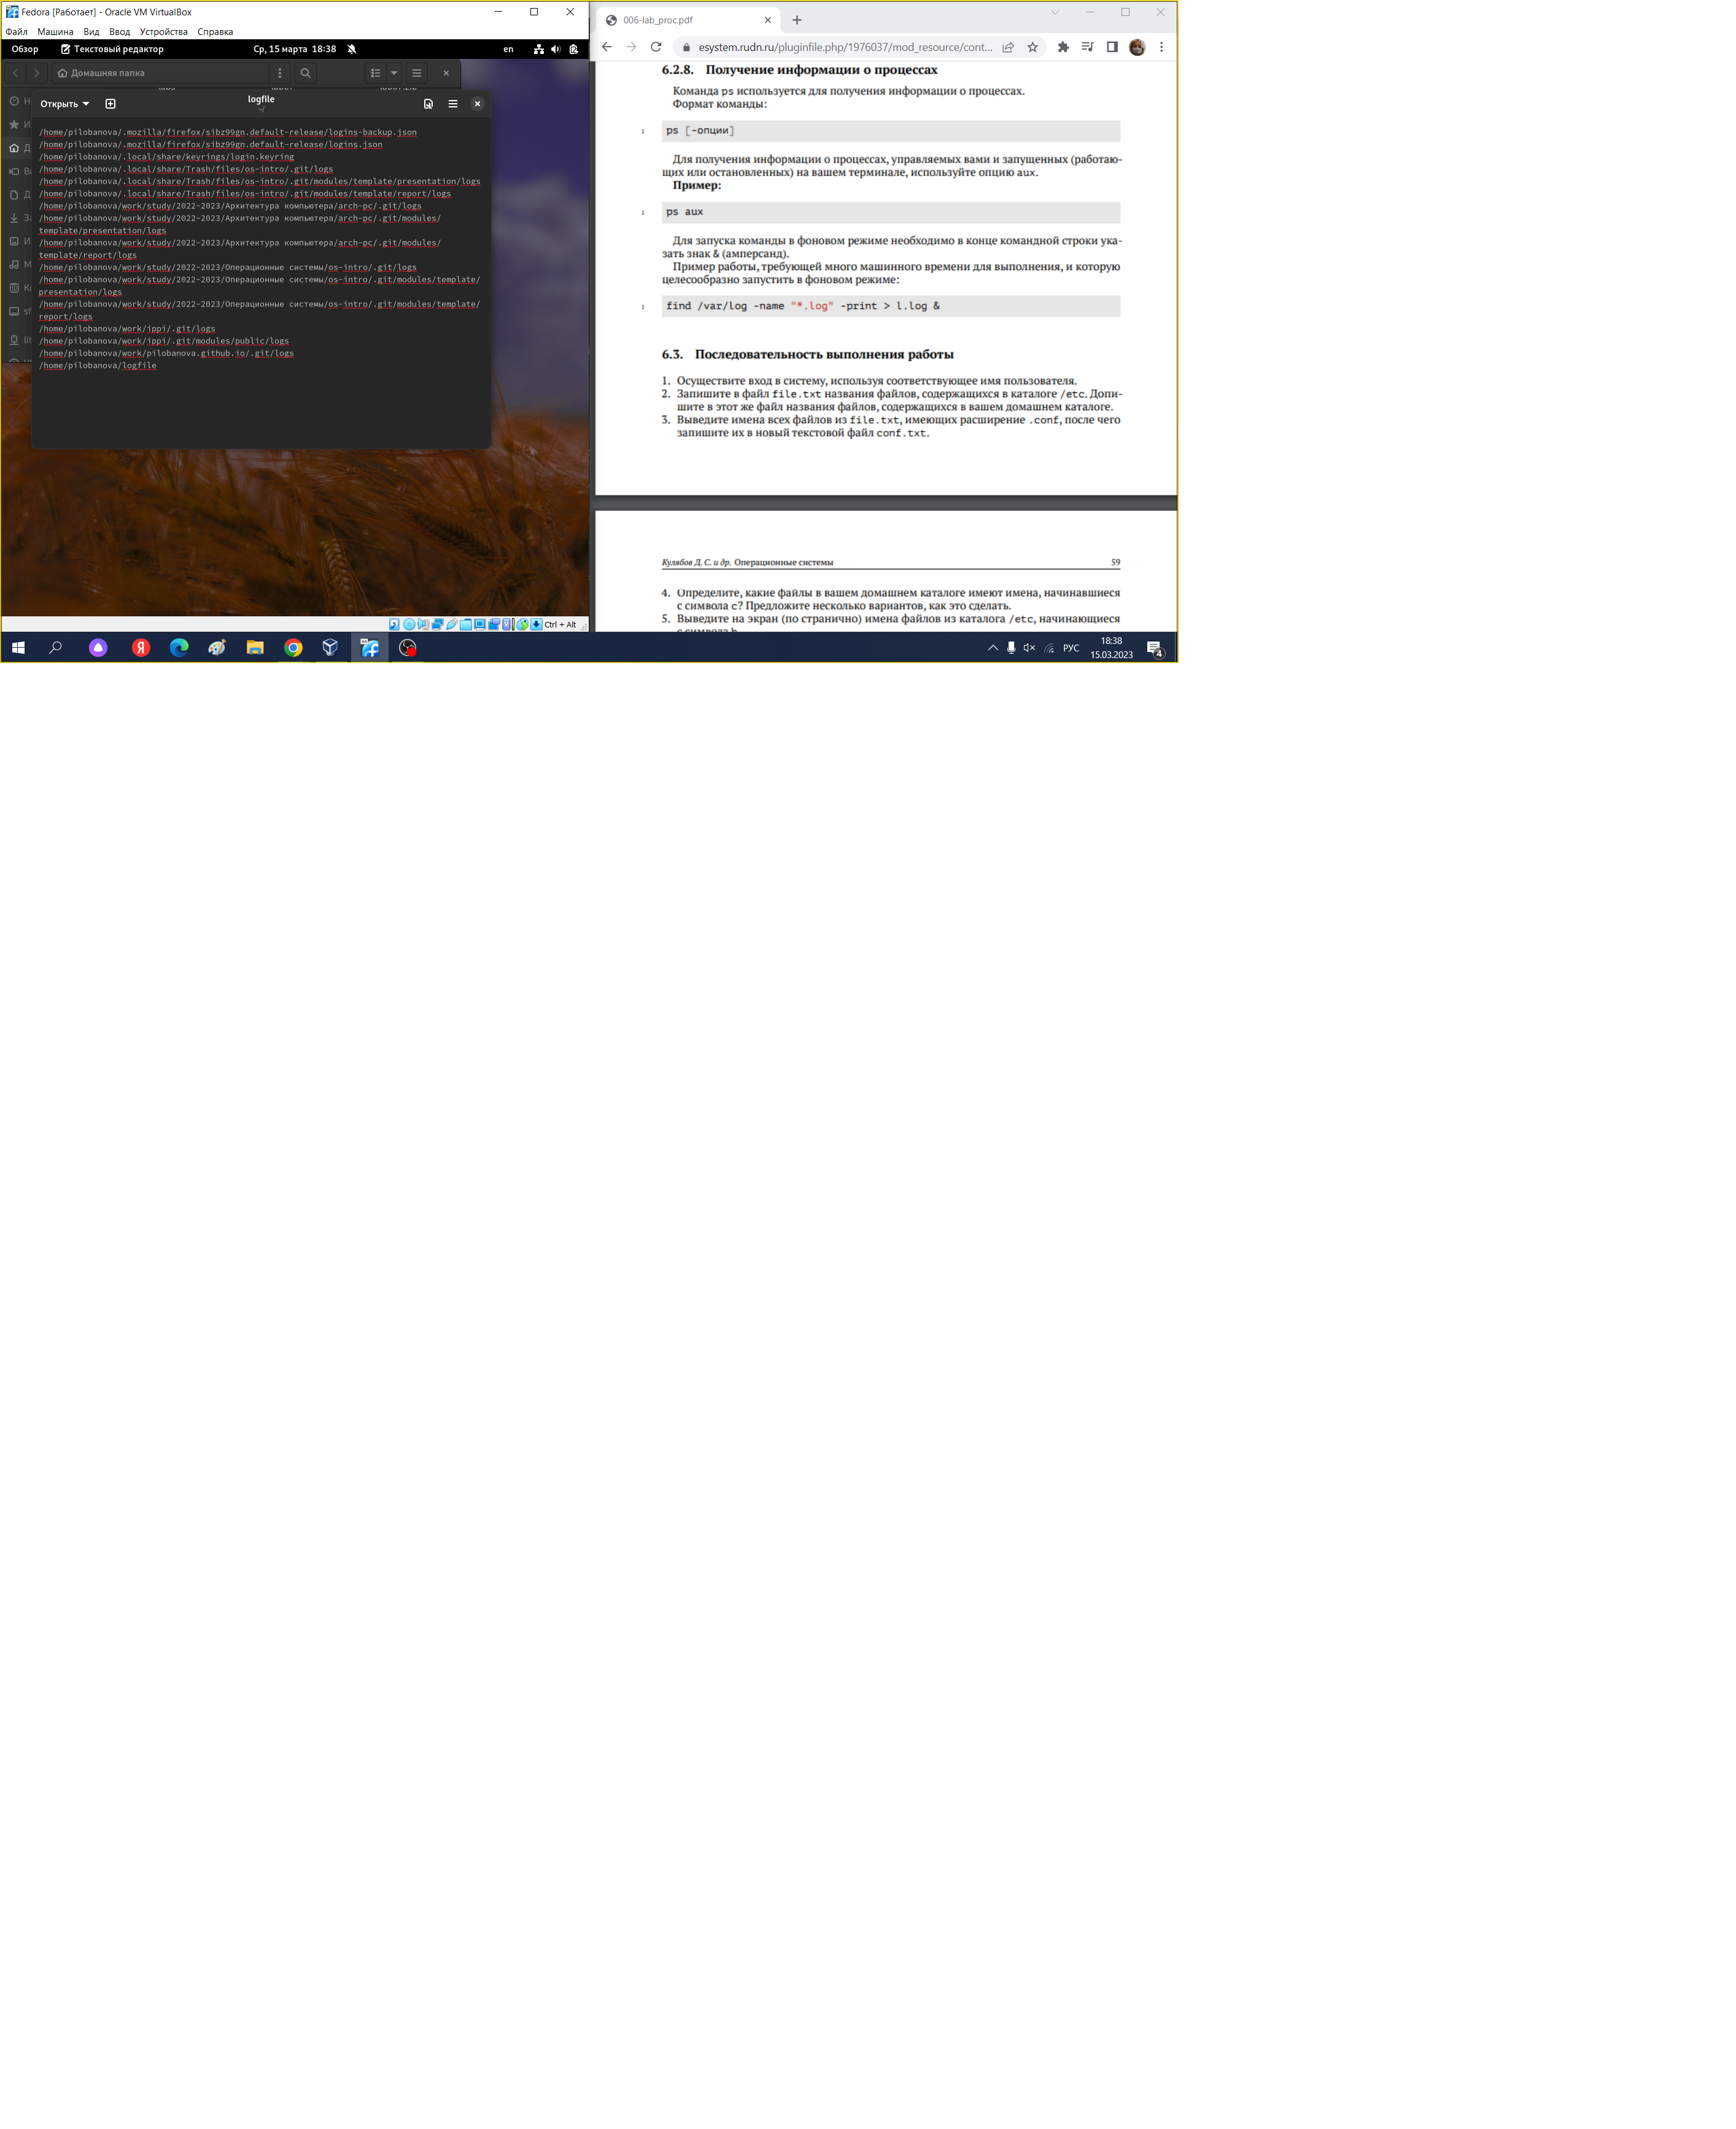 Fedora [Работает] - Oracle VM VirtualBox
Файл Машина Вид Ввод Устройства Справка
Обзор Текстовый редактор Ср, 15 марта 18:38 en
Домашняя папка
Открыть logfile
~/
/home/pilobanova/.mozilla/firefox/sibz99gn.default-release/logins-backup.json
/home/pilobanova/.mozilla/firefox/sibz99gn.default-release/logins.json
/home/pilobanova/.local/share/keyrings/login.keyring
/home/pilobanova/.local/share/Trash/files/os-intro/.git/logs
/home/pilobanova/.local/share/Trash/files/os-intro/.git/modules/template/presentation/logs
/home/pilobanova/.local/share/Trash/files/os-intro/.git/modules/template/report/logs
/home/pilobanova/work/study/2022-2023/Архитектура компьютера/arch-pc/.git/logs
/home/pilobanova/work/study/2022-2023/Архитектура компьютера/arch-pc/.git/modules/
template/presentation/logs
/home/pilobanova/work/study/2022-2023/Архитектура компьютера/arch-pc/.git/modules/
template/report/logs
/home/pilobanova/work/study/2022-2023/Операционные системы/os-intro/.git/logs
/home/pilobanova/work/study/2022-2023/Операционные системы/os-intro/.git/modules/template/
presentation/logs
/home/pilobanova/work/study/2022-2023/Операционные системы/os-intro/.git/modules/template/
report/logs
/home/pilobanova/work/ippi/.git/logs
/home/pilobanova/work/ippi/.git/modules/public/logs
/home/pilobanova/work/pilobanova.github.io/.git/logs
/home/pilobanova/logfile
Ctrl + Alt
006-lab_proc.pdf
esystem.rudn.ru/pluginfile.php/1976037/mod_resource/cont...
6.2.8. Получение информации о процессах
Команда ps используется для получения информации о процессах.
Формат команды:
1 ps [-опции]
Для получения информации о процессах, управляемых вами и запущенных (работаю-
щих или остановленных) на вашем терминале, используйте опцию aux.
Пример:
1 ps aux
Для запуска команды в фоновом режиме необходимо в конце командной строки ука-
зать знак & (амперсанд).
Пример работы, требующей много машинного времени для выполнения, и которую
целесообразно запустить в фоновом режиме:
1 find /var/log -name "*.log" -print > l.log &
6.3. Последовательность выполнения работы
1. Осуществите вход в систему, используя соответствующее имя пользователя.
2. Запишите в файл file.txt названия файлов, содержащихся в каталоге /etc. Допи-
шите в этот же файл названия файлов, содержащихся в вашем домашнем каталоге.
3. Выведите имена всех файлов из file.txt, имеющих расширение .conf, после чего
запишите их в новый текстовой файл conf.txt.
Кулябов Д. С. и др. Операционные системы 59
4. Определите, какие файлы в вашем домашнем каталоге имеют имена, начинавшиеся
с символа c? Предложите несколько вариантов, как это сделать.
5. Выведите на экран (по странично) имена файлов из каталога /etc, начинающиеся
РУС
18:38
15.03.2023
4